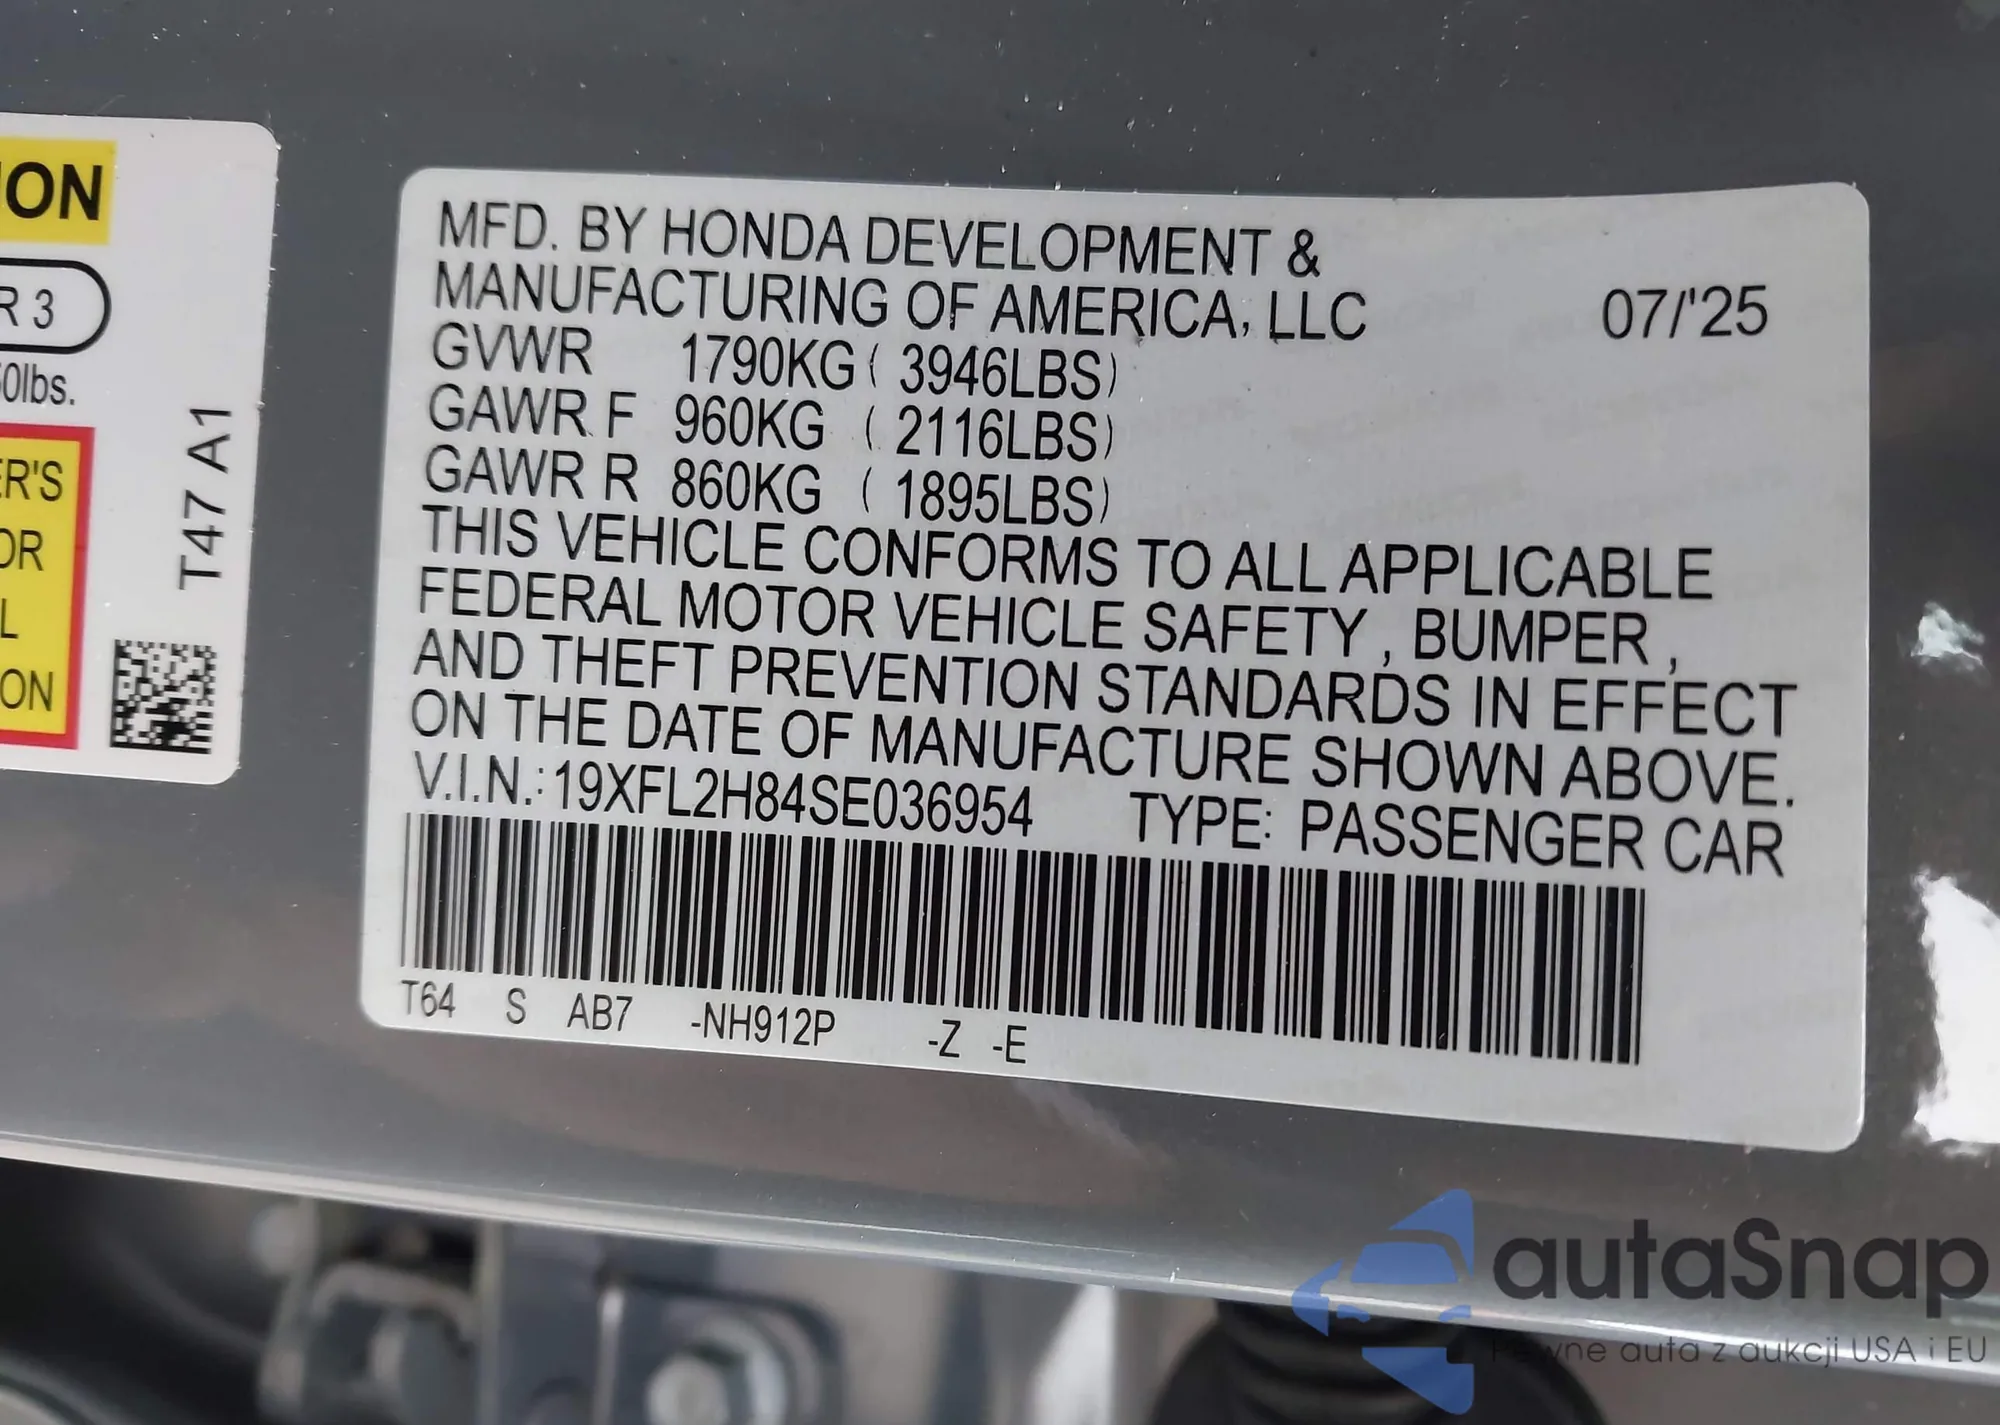 ION
R 3
0lbs.
ER'S
OR
L
ON
T47 A1
MFD. BY HONDA DEVELOPMENT &
MANUFACTURING OF AMERICA, LLC 07/'25
GVWR 1790KG ( 3946LBS)
GAWR F 960KG ( 2116LBS)
GAWR R 860KG ( 1895LBS)
THIS VEHICLE CONFORMS TO ALL APPLICABLE
FEDERAL MOTOR VEHICLE SAFETY , BUMPER ,
AND THEFT PREVENTION STANDARDS IN EFFECT
ON THE DATE OF MANUFACTURE SHOWN ABOVE.
V.I.N.: 19XFL2H84SE036954 TYPE: PASSENGER CAR
T64 S AB7 -NH912P -Z -E
autaSnap
Pewne auta z aukcji USA i EU